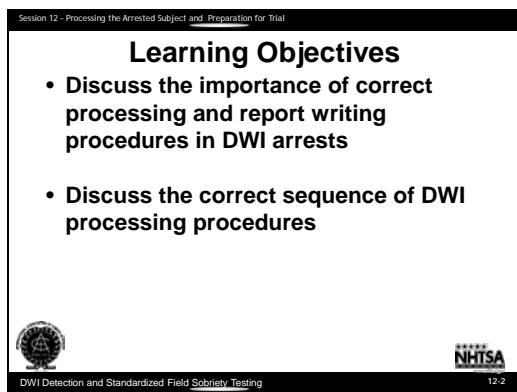 Session 12 - Processing the Arrested Subject and Preparation for Trial
Learning Objectives
• Discuss the importance of correct
processing and report writing
procedures in DWI arrests
• Discuss the correct sequence of DWI
processing procedures
NHTSA
DWI Detection and Standardized Field Sobriety Testing
12-2